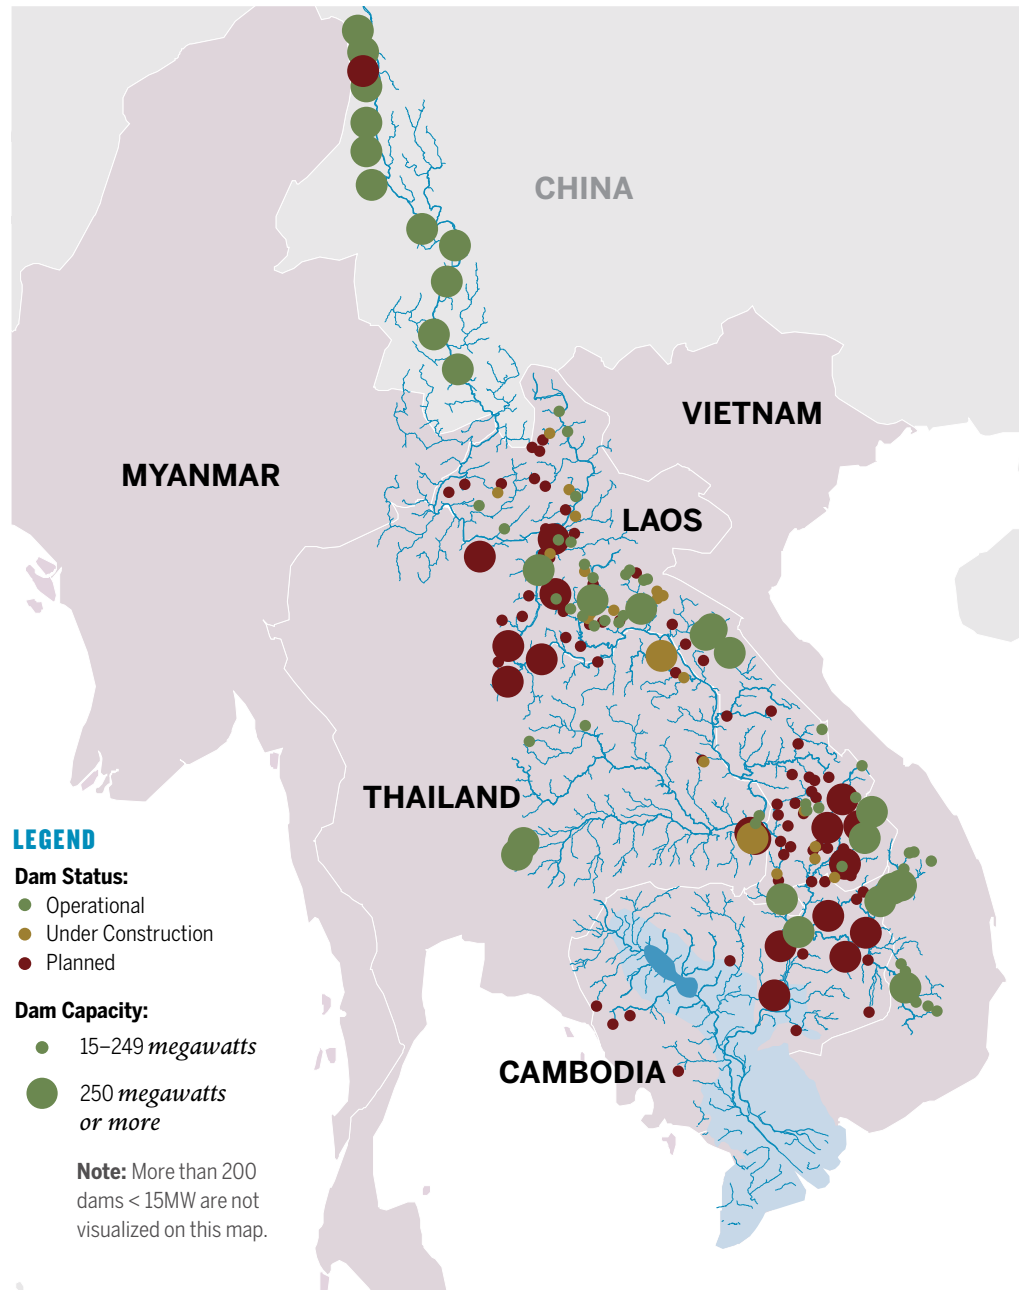 CHINA
VIETNAM
MYANMAR
LAOS
THAILAND
CAMBODIA
LEGEND
Dam Status:
Operational
Under Construction
Planned
Dam Capacity:
15–249 megawatts
250 megawatts
or more
Note: More than 200
dams < 15MW are not
visualized on this map.